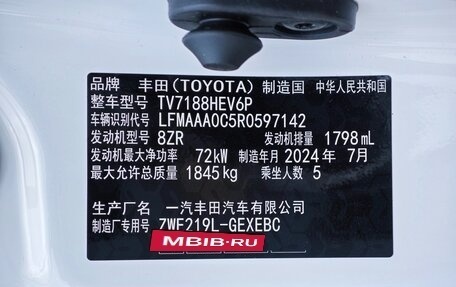 品牌 丰田(TOYOTA) 制造国 中华人民共和国
整车型号 TV7188HEV6P
车辆识别代号 LFMAAA0C5R0597142
发动机型号 8ZR 发动机排量 1798mL
发动机最大净功率 72kW 制造年月 2024年 7月
最大允许总质量 1845kg 乘坐人数 5
生产厂名 一汽丰田汽车有限公司
制造厂专用号 ZWE219L-GEXEBC
MBIB.RU